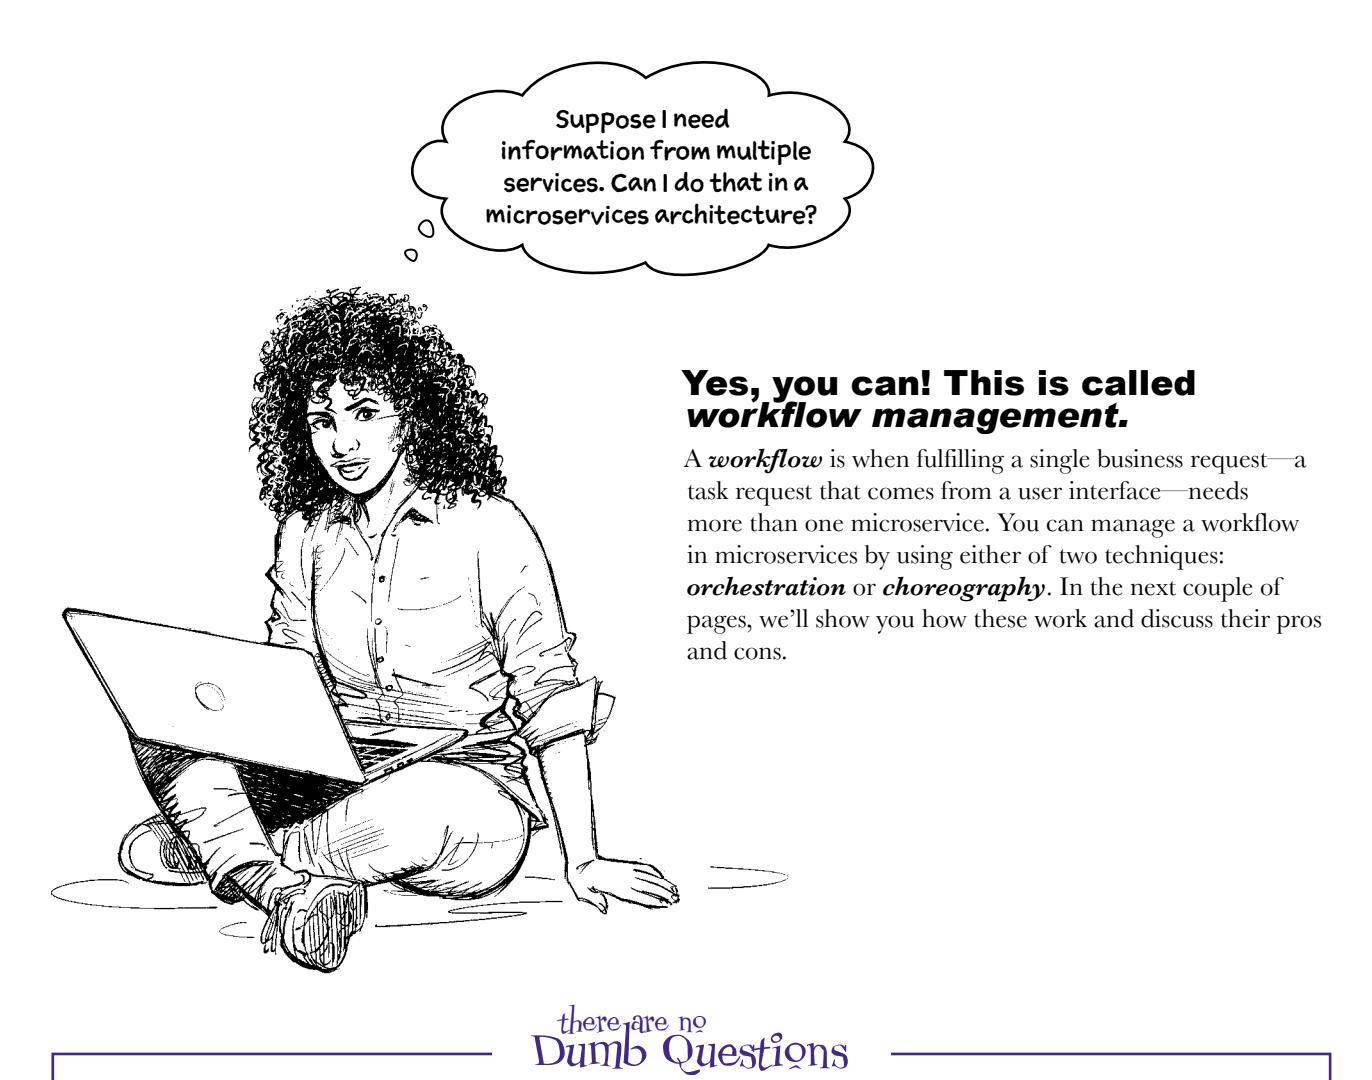 Suppose I need
information from multiple
services. Can I do that in a
microservices architecture?
Yes, you can! This is called
workflow management.
A workflow is when fulfilling a single business request—a
task request that comes from a user interface—needs
more than one microservice. You can manage a workflow
in microservices by using either of two techniques:
orchestration or choreography. In the next couple of
pages, we’ll show you how these work and discuss their pros
and cons.
there are no
Dumb Questions